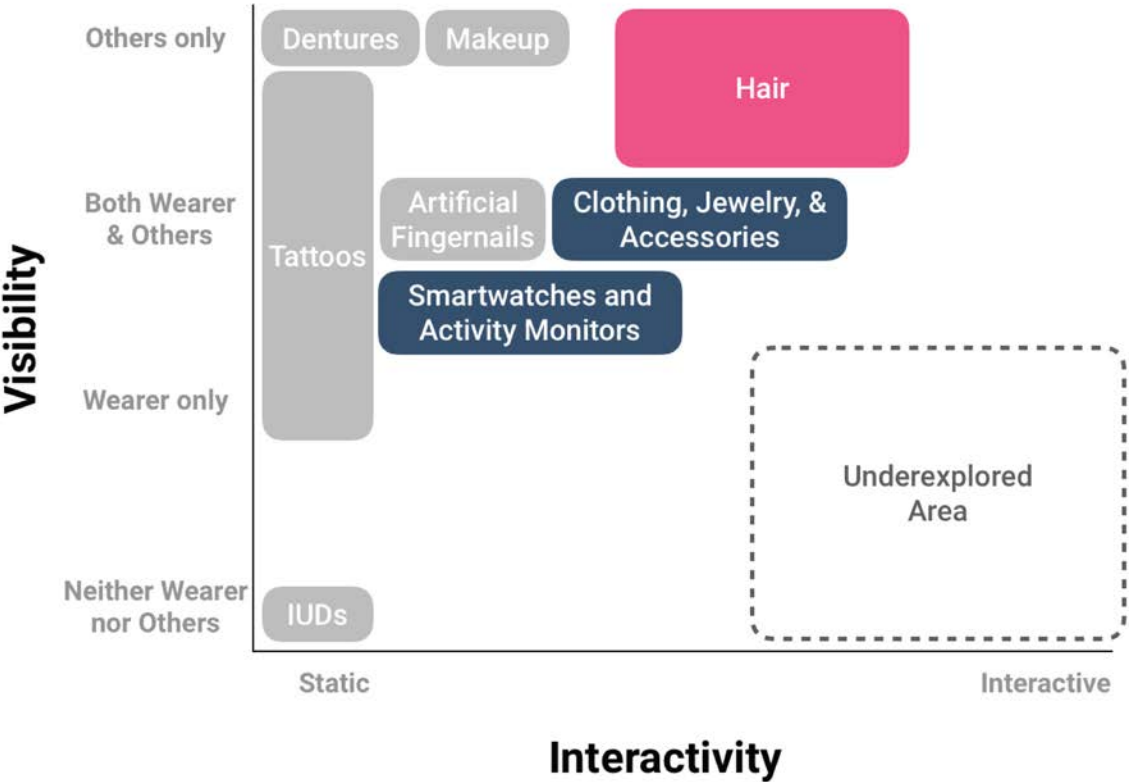 Others only
Dentures
Makeup
Hair
Both Wearer
& Others
Artificial
Fingernails
Clothing, Jewelry, &
Accessories
Tattoos
Smartwatches and
Activity Monitors
Visibility
Wearer only
Underexplored
Area
Neither Wearer
nor Others
IUDs
Static
Interactive
Interactivity